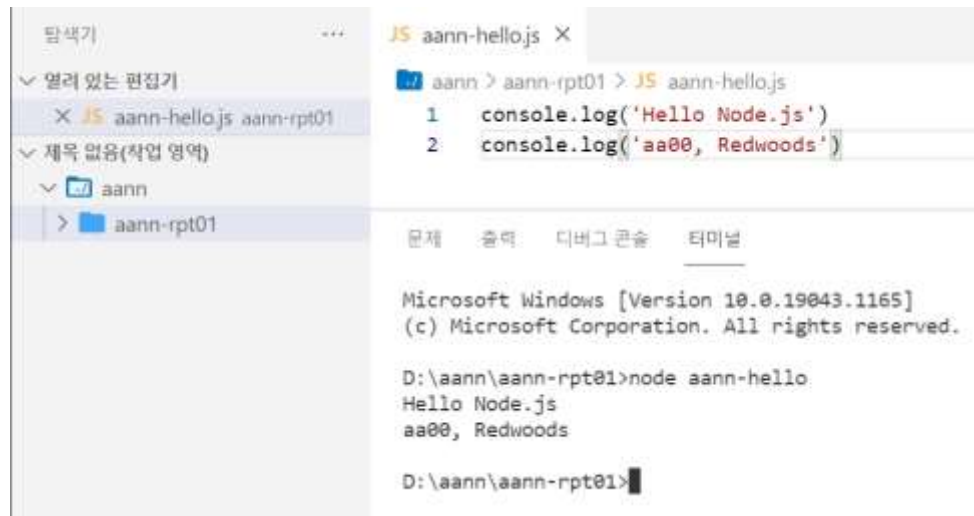 탐색기 ...
열려 있는 편집기
JS aann-hello.js aann-rpt01
제목 없음(작업 영역)
aann
aann-rpt01
JS aann-hello.js
aann > aann-rpt01 > JS aann-hello.js
1 console.log('Hello Node.js')
2 console.log('aa00, Redwoods')
문제 출력 디버그 콘솔 터미널
Microsoft Windows [Version 10.0.19043.1165]
(c) Microsoft Corporation. All rights reserved.
D:\aann\aann-rpt01>node aann-hello
Hello Node.js
aa00, Redwoods
D:\aann\aann-rpt01>